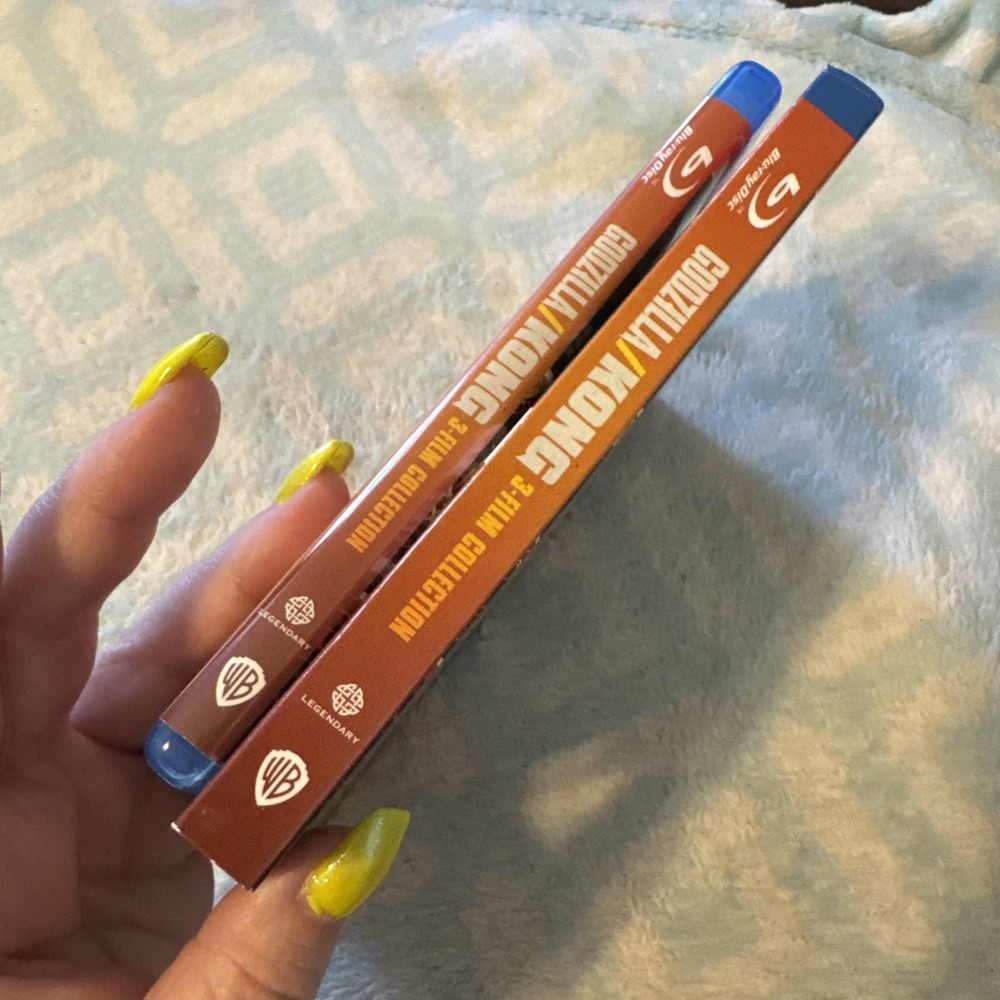 Blu-ray Disc
GODZILLA/KONG
3-FILM COLLECTION
LEGENDARY
WB
Blu-ray Disc
GODZILLA/KONG
3-FILM COLLECTION
LEGENDARY
WB